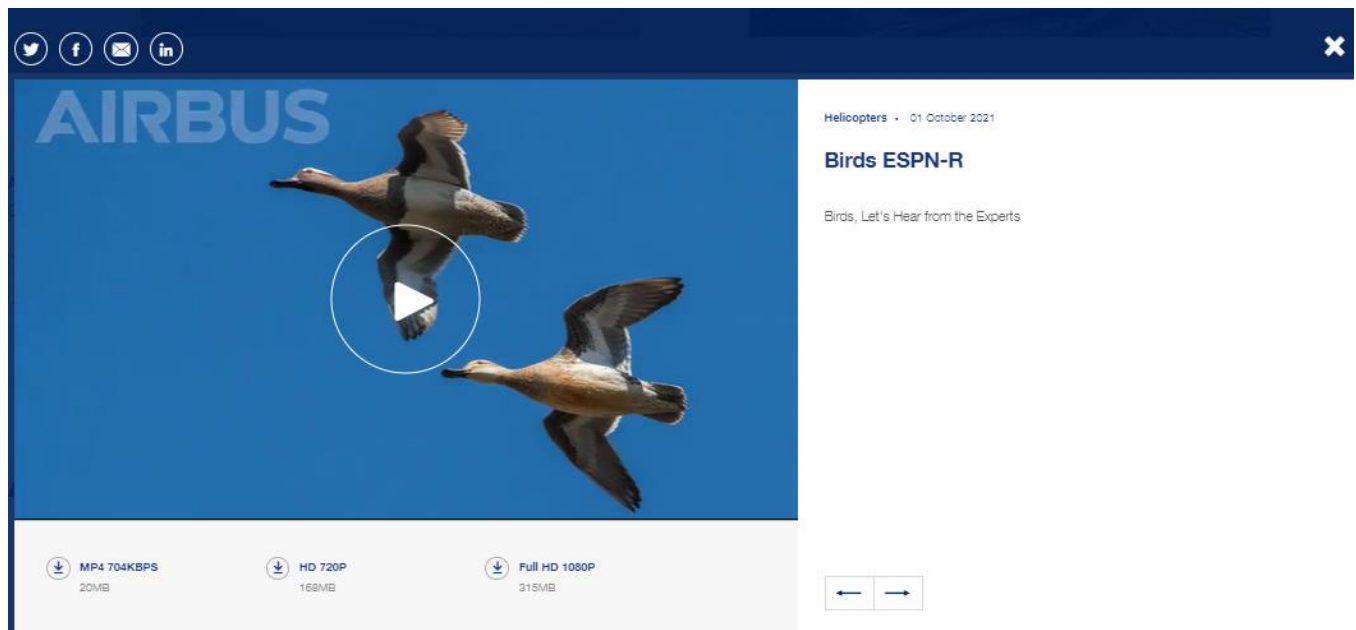 AIRBUS
Helicopters • 01 October 2021
Birds ESPN-R
Birds, Let's Hear from the Experts
MP4 704KBPS
20MB
HD 720P
168MB
Full HD 1080P
315MB